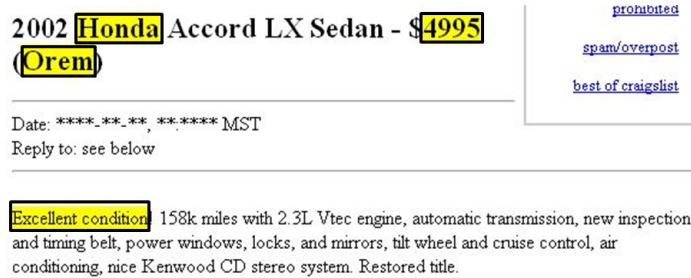 2002 Honda Accord LX Sedan - $4995
(Orem)
prohibited
spam/overpost
best of craigslist
Date: ****-**-**, **:**** MST
Reply to: see below
Excellent condition! 158k miles with 2.3L Vtec engine, automatic transmission, new inspection
and timing belt, power windows, locks, and mirrors, tilt wheel and cruise control, air
conditioning, nice Kenwood CD stereo system. Restored title.